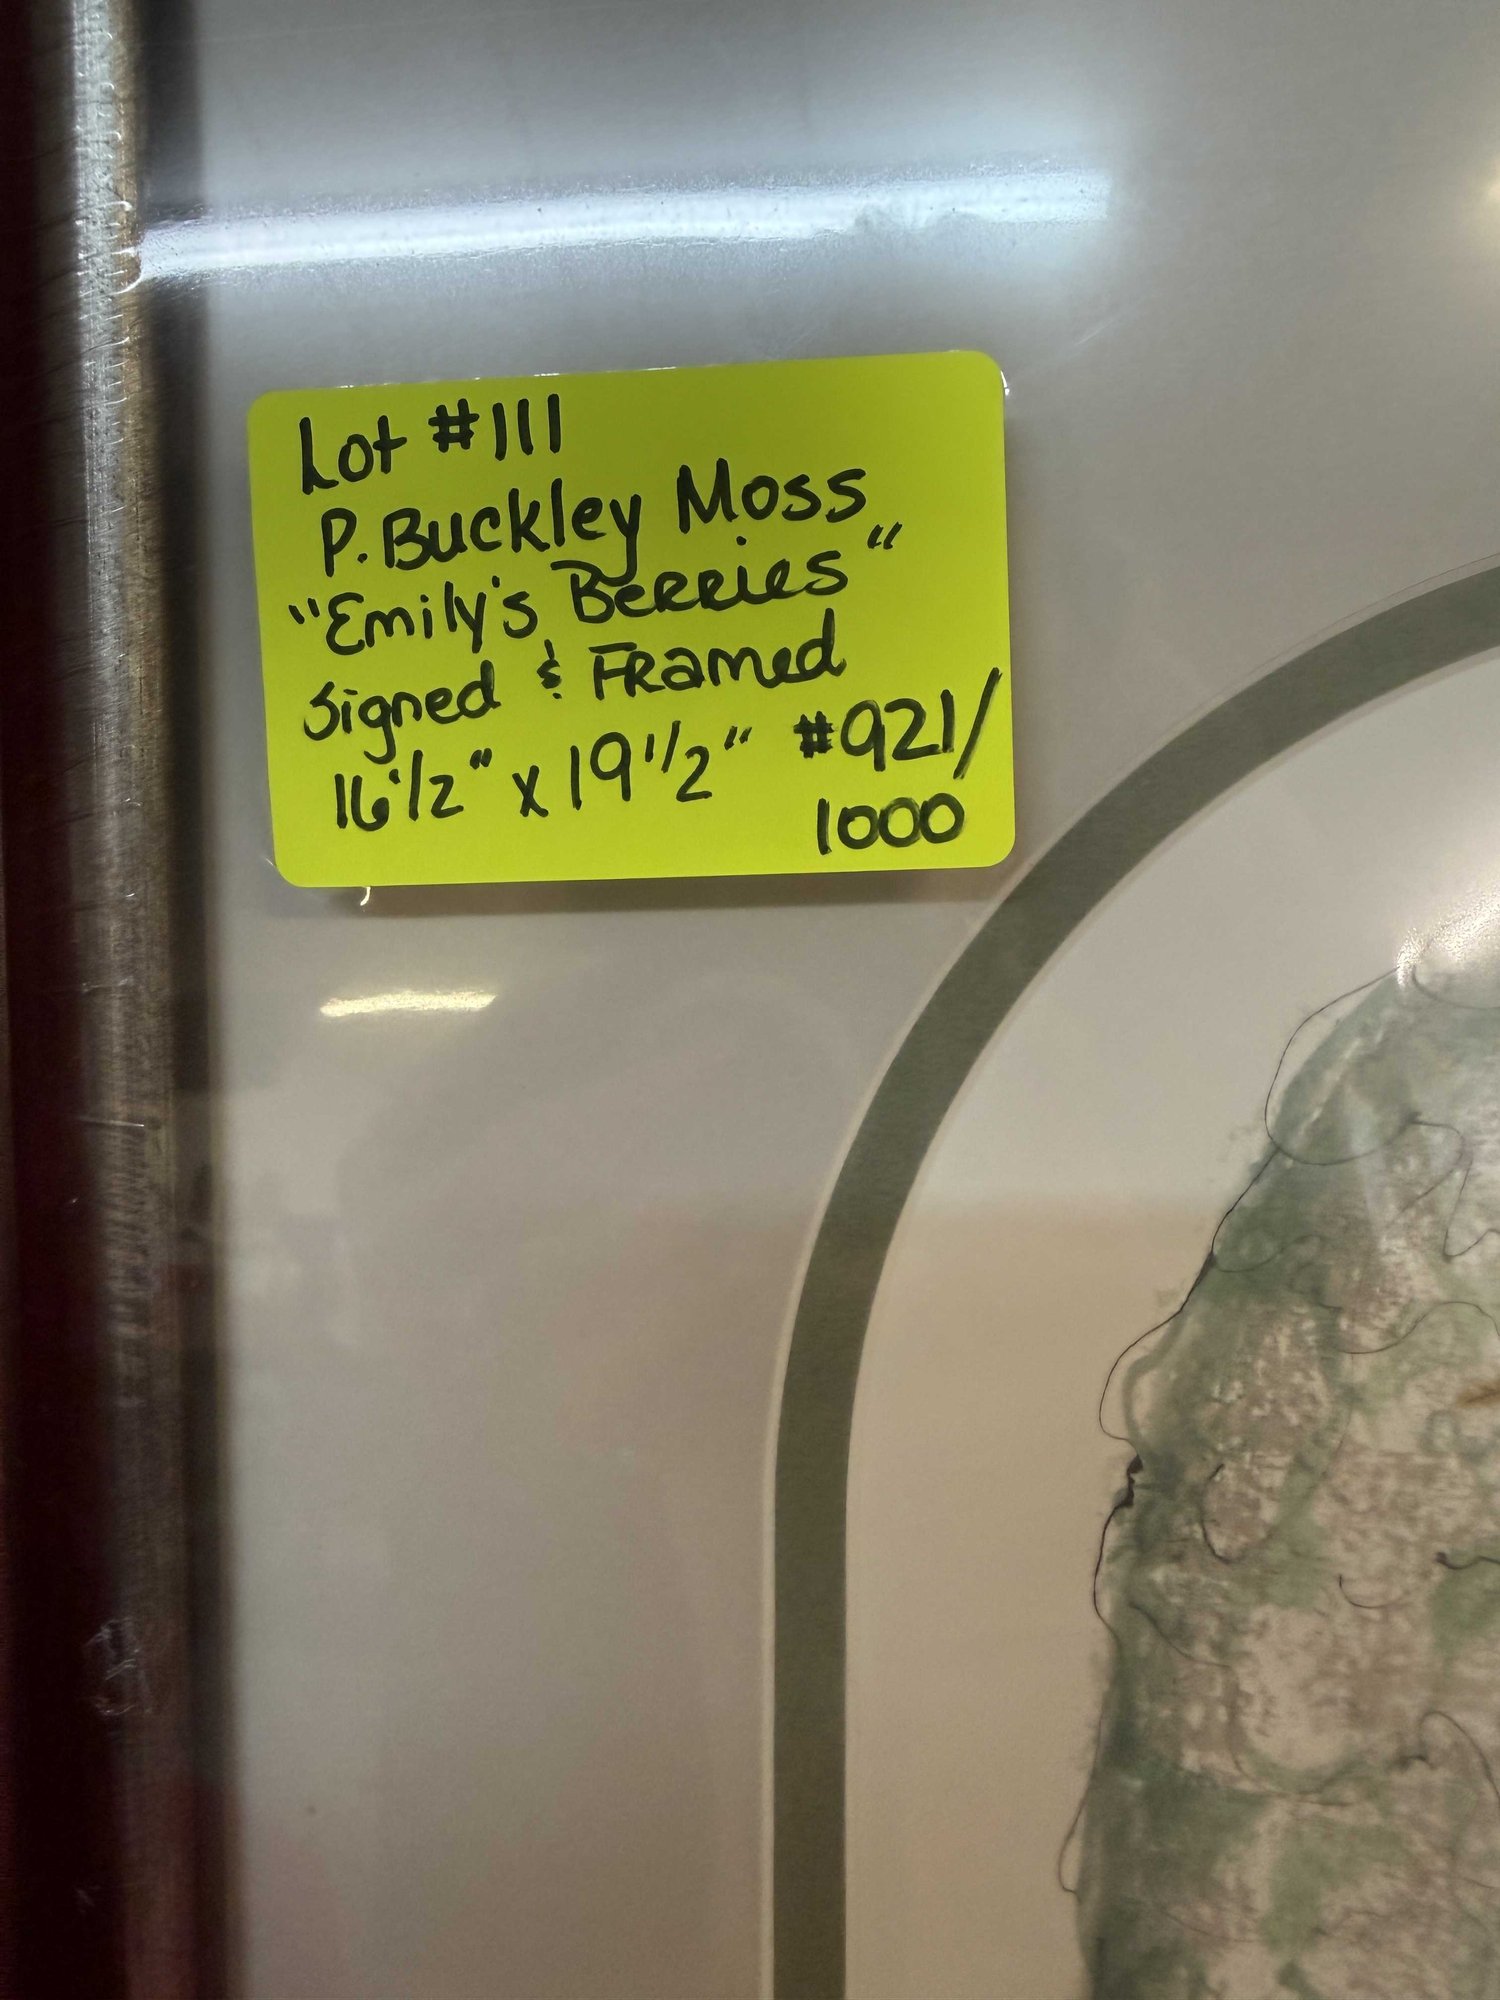 Lot #111
P. Buckley Moss
"Emily's Berries"
signed & Framed
16 1/2" x 19 1/2" #921/
1000